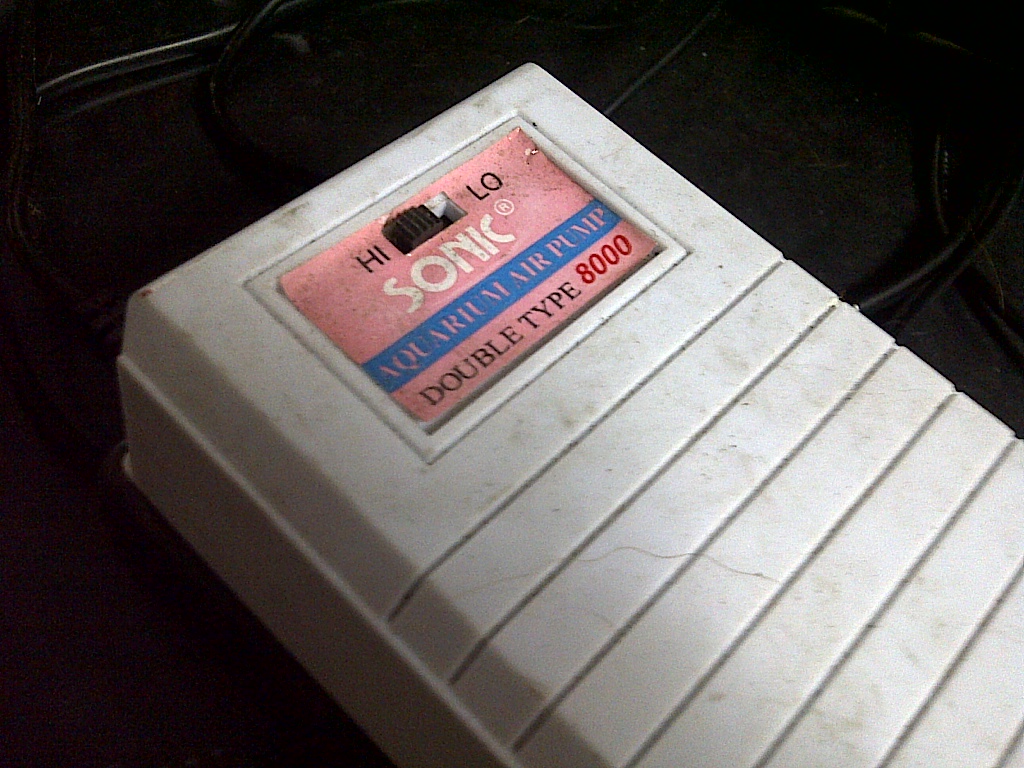 HI LO
SONIC®
AQUARIUM AIR PUMP
DOUBLE TYPE 8000